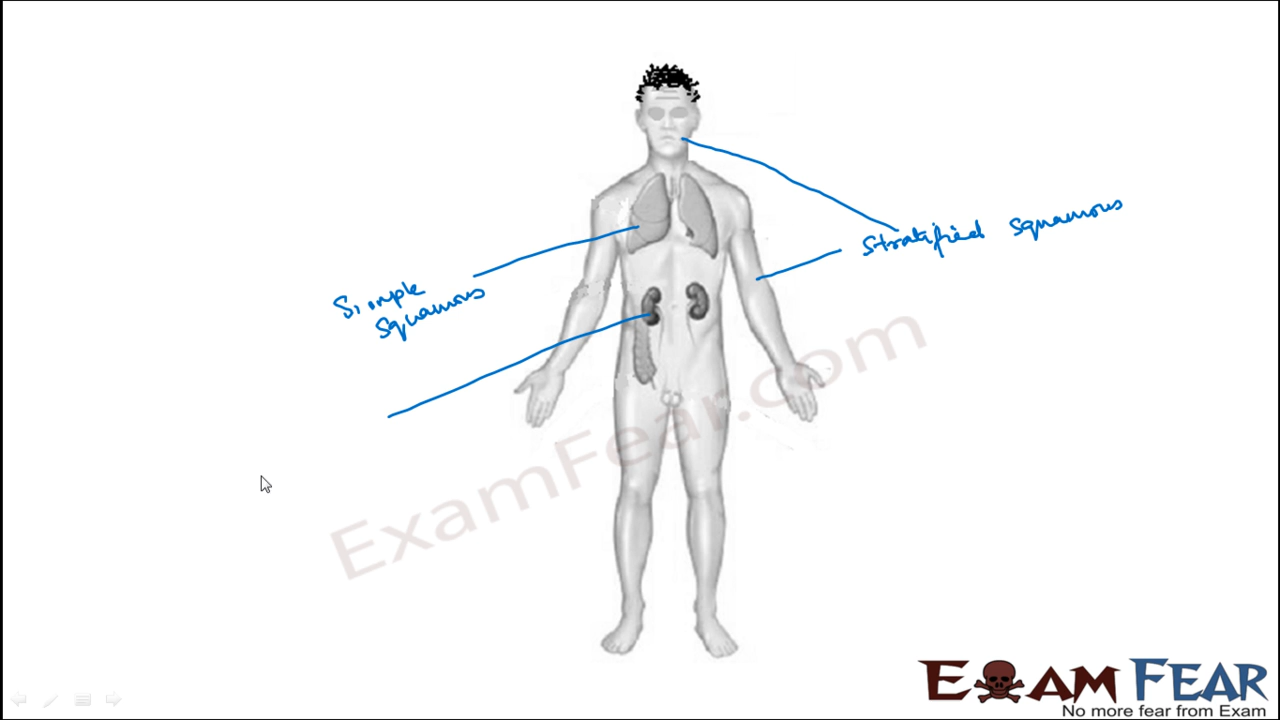 Simple
Squamous
Stratified Squamous
ExamFear.com
EXAM FEAR
No more fear from Exam